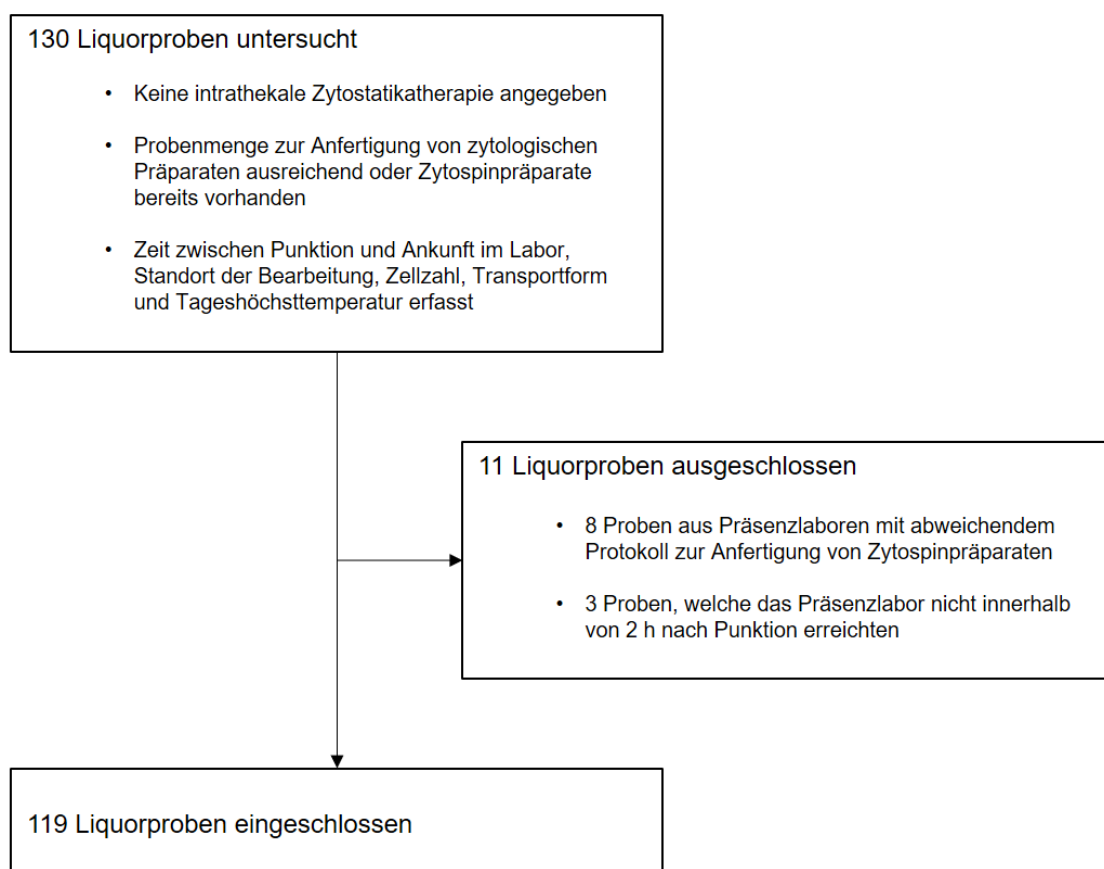 130 Liquorproben untersucht
• Keine intrathekale Zytostatikatherapie angegeben
• Probenmenge zur Anfertigung von zytologischen
Präparaten ausreichend oder Zytospinpräparate
bereits vorhanden
• Zeit zwischen Punktion und Ankunft im Labor,
Standort der Bearbeitung, Zellzahl, Transportform
und Tageshöchsttemperatur erfasst
11 Liquorproben ausgeschlossen
• 8 Proben aus Präsenzlaboren mit abweichendem
Protokoll zur Anfertigung von Zytospinpräparaten
• 3 Proben, welche das Präsenzlabor nicht innerhalb
von 2 h nach Punktion erreichten
119 Liquorproben eingeschlossen